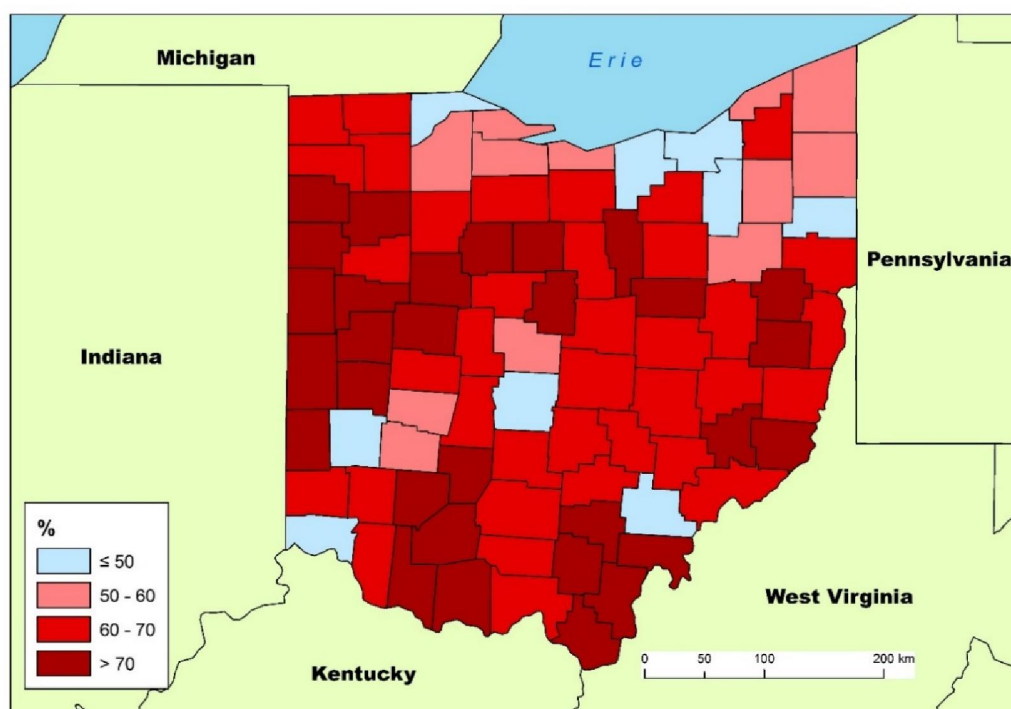 Michigan
Erie
Pennsylvania
Indiana
%
≤ 50
50 - 60
60 - 70
> 70
West Virginia
Kentucky
0 50 100 200 km